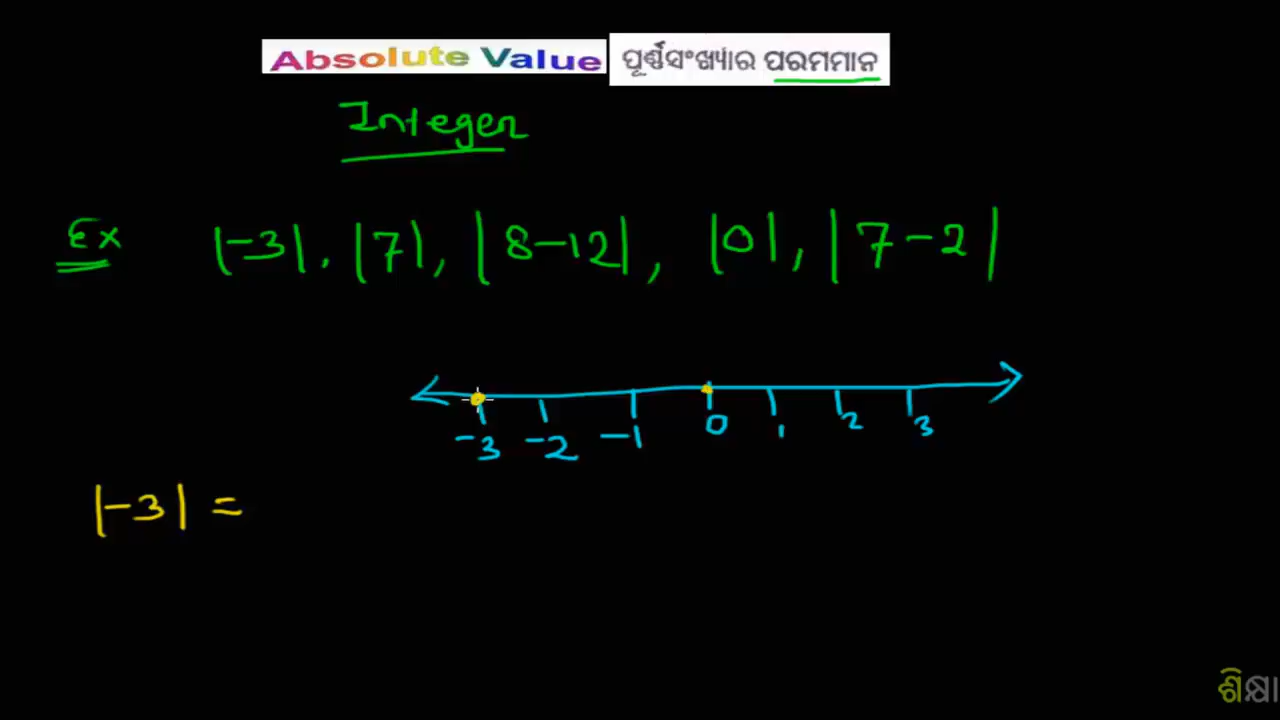 Absolute Value ପୂର୍ଣ୍ଣସଂଖ୍ୟାର ପରମମାନ
Integer
Ex |-3|. |7|, |8-12|, |0|, |7-2|
-3 -2 -1 0 1 2 3
|-3| =
ଶିକ୍ଷା